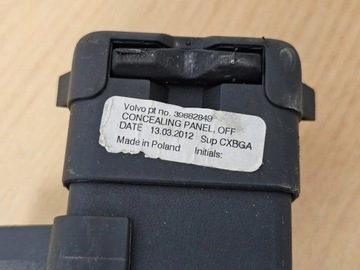 Volvo pt no. 39882849
CONCEALING PANEL, OFF
DATE 13.03.2012 Sup CXBGA
Made in Poland Initials: